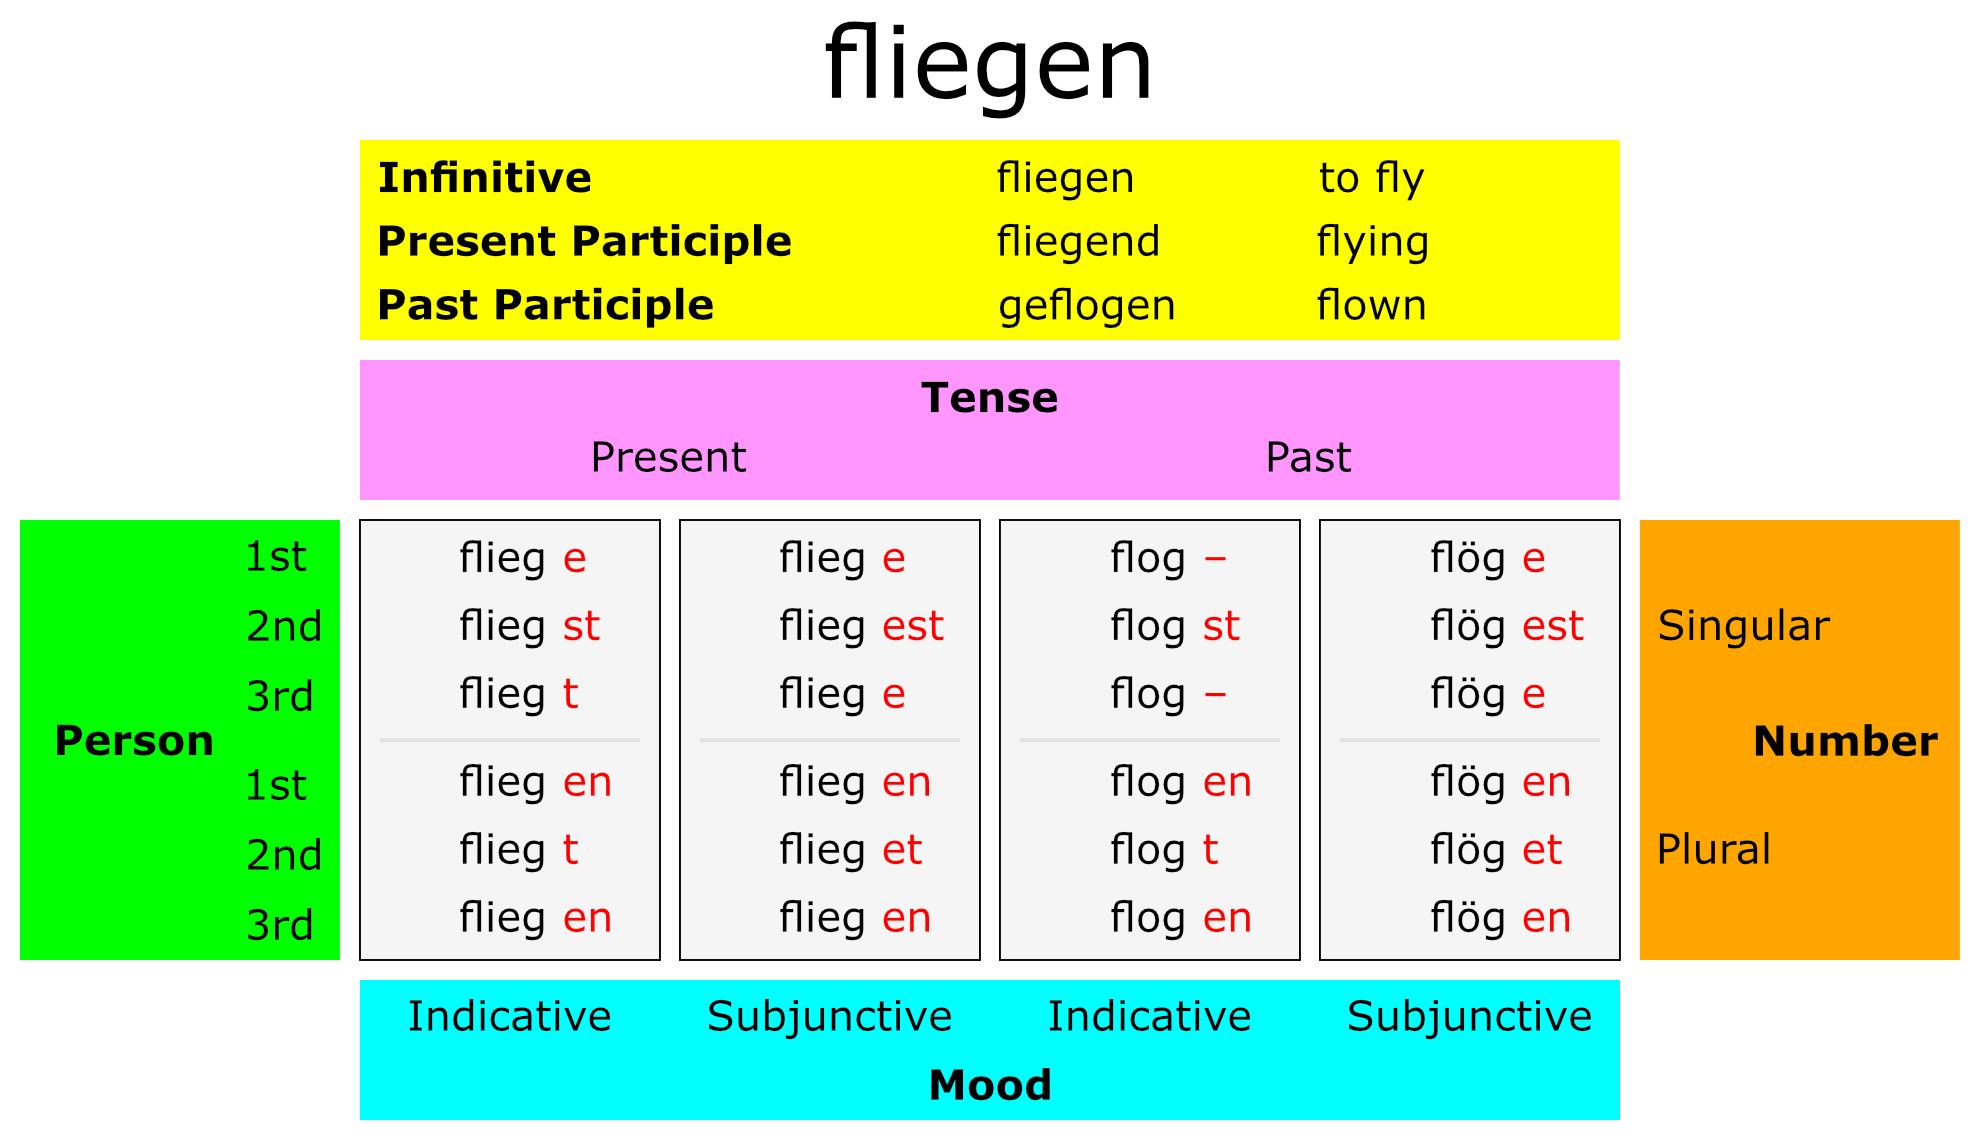 fliegen
Infinitive fliegen to fly
Present Participle fliegend flying
Past Participle geflogen flown
Tense
Present Past
1st flieg e flieg e flog – flög e
2nd flieg st flieg est flog st flög est Singular
3rd flieg t flieg e flog – flög e
Person Number
1st flieg en flieg en flog en flög en
2nd flieg t flieg et flog t flög et Plural
3rd flieg en flieg en flog en flög en
Indicative Subjunctive Indicative Subjunctive
Mood